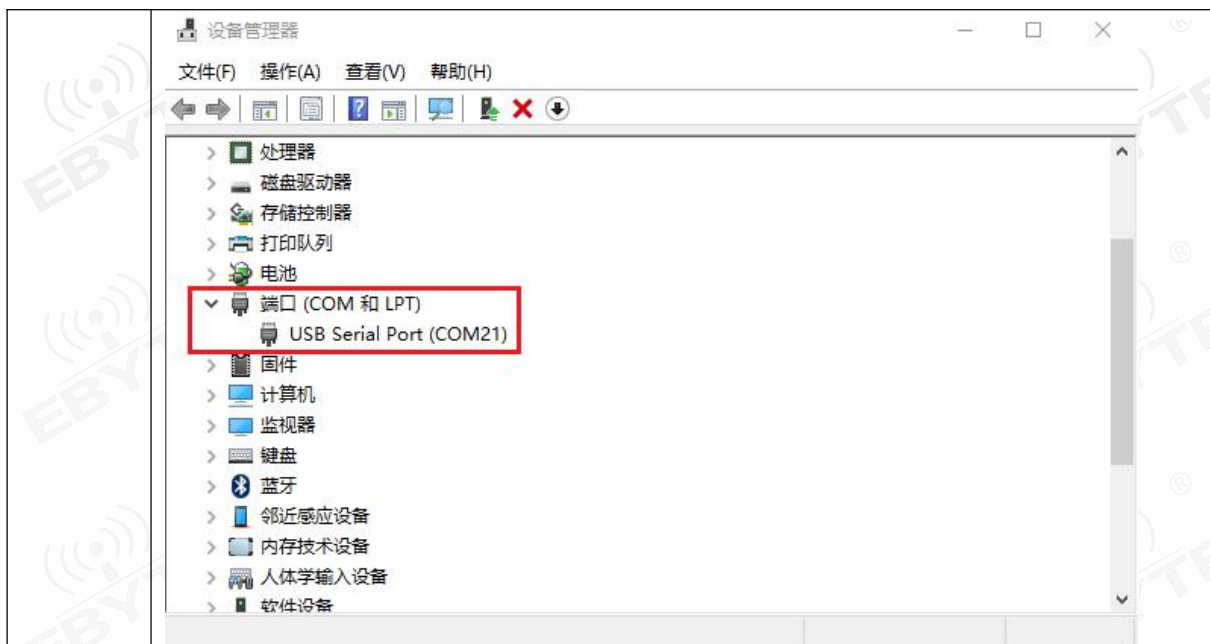 设备管理器
文件(F) 操作(A) 查看(V) 帮助(H)
处理器
磁盘驱动器
存储控制器
打印队列
电池
端口 (COM 和 LPT)
USB Serial Port (COM21)
固件
计算机
监视器
键盘
蓝牙
邻近感应设备
内存技术设备
人体学输入设备
软件设备
EBYTE
EBYTE
EBYTE